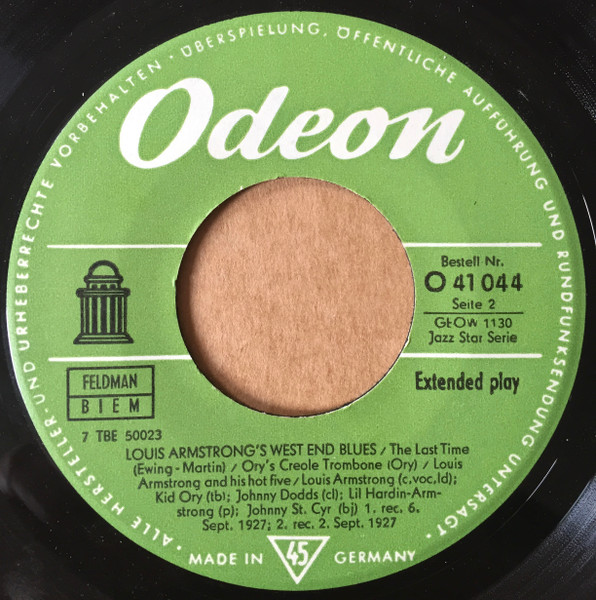 ALLE HERSTELLER- UND URHEBERRECHTE VORBEHALTEN · ÜBERSPIELUNG, ÖFFENTLICHE AUFFÜHRUNG UND RUNDFUNKSENDUNG UNTERSAGT ·
Odeon
Bestell Nr.
O 41 044
Seite 2
GLOW 1130
Jazz Star Serie
FELDMAN
BIEM
Extended play
7 TBE 50023
LOUIS ARMSTRONG'S WEST END BLUES / The Last Time
(Ewing - Martin) / Ory's Creole Trombone (Ory) / Louis
Armstrong and his hot five / Louis Armstrong (c,voc,ld);
Kid Ory (tb); Johnny Dodds (cl); Lil Hardin-Arm-
strong (p); Johnny St. Cyr (bj) 1. rec. 6.
Sept. 1927; 2. rec. 2. Sept. 1927
MADE IN 45 GERMANY